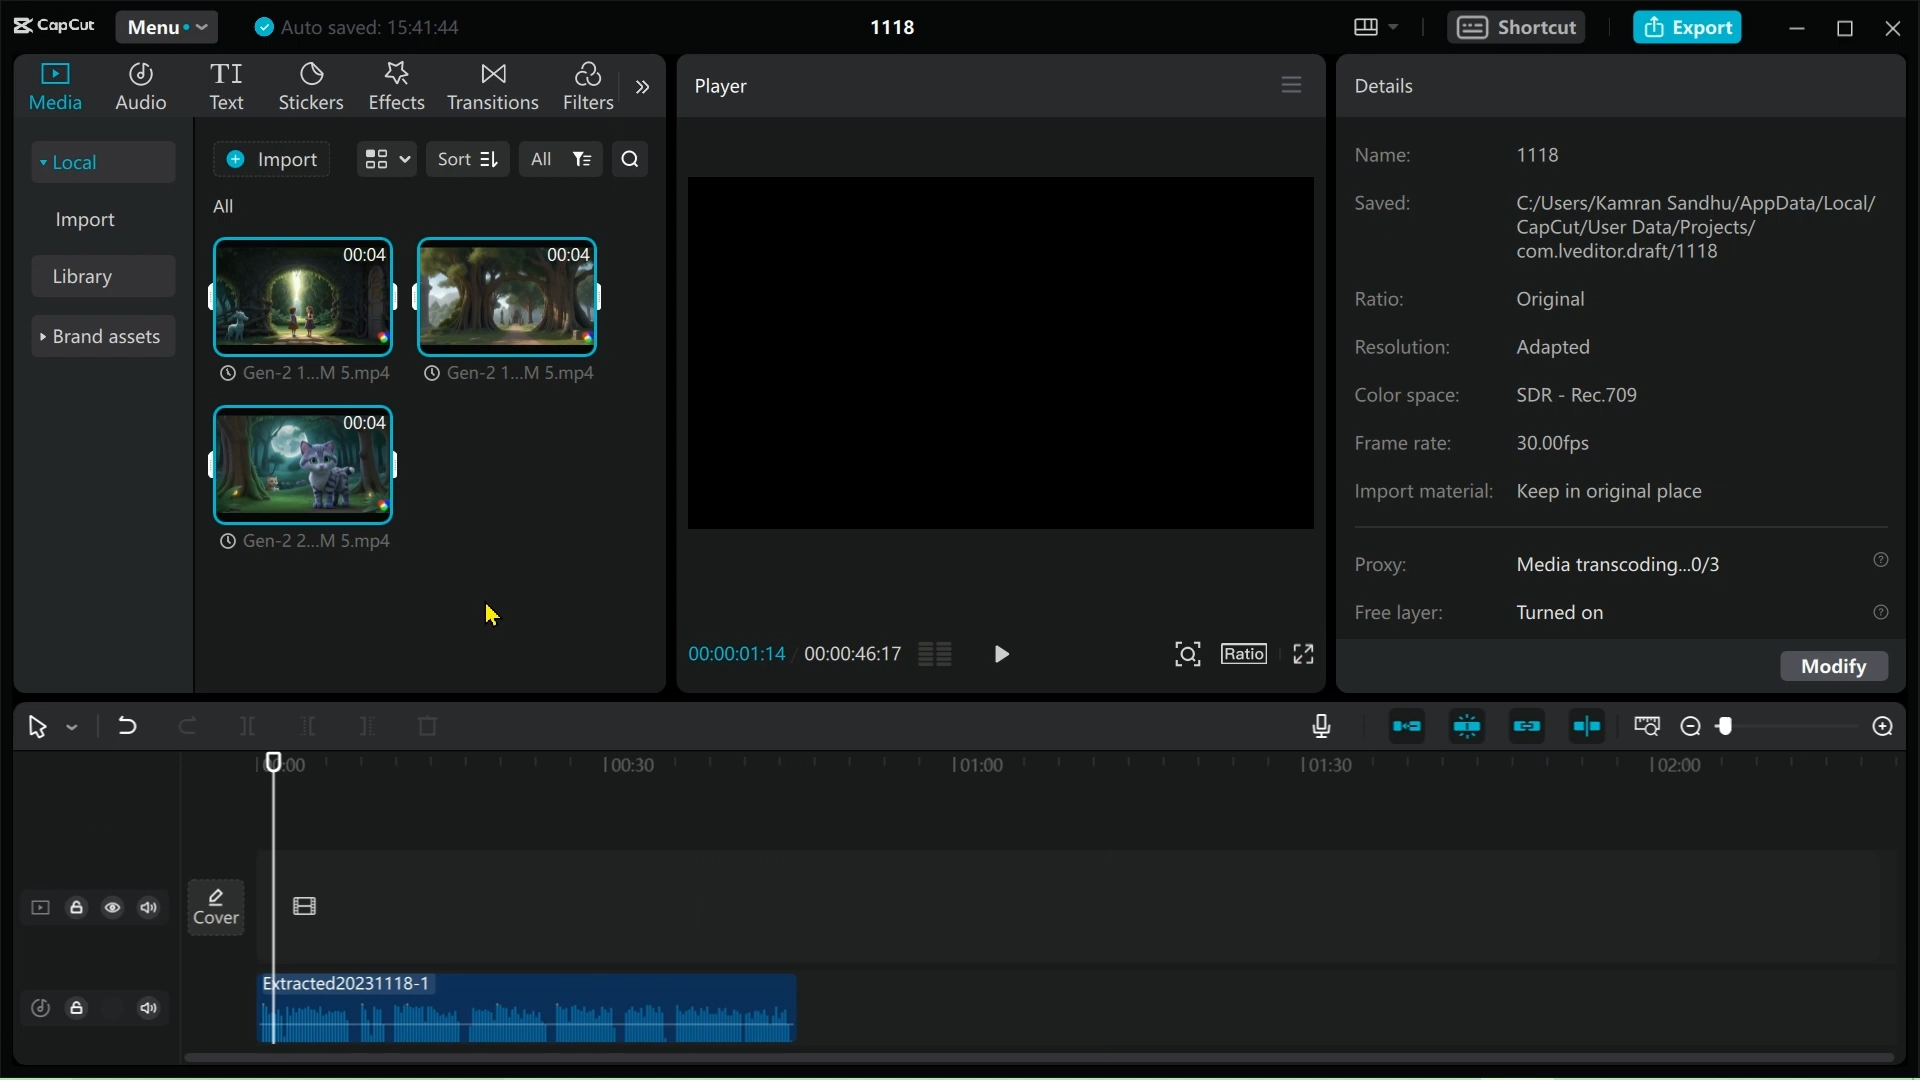 CapCut
Menu
Auto saved: 15:41:44
1118
Shortcut
Export
Media
Audio
TI
Text
Stickers
Effects
Transitions
Filters
Local
Import
Library
Brand assets
Import
Sort
All
All
00:04
Gen-2 1...M 5.mp4
00:04
Gen-2 1...M 5.mp4
00:04
Gen-2 2...M 5.mp4
Player
00:00:01:14 / 00:00:46:17
Ratio
Details
Name: 1118
Saved: C:/Users/Kamran Sandhu/AppData/Local/
CapCut/User Data/Projects/
com.lveditor.draft/1118
Ratio: Original
Resolution: Adapted
Color space: SDR - Rec.709
Frame rate: 30.00fps
Import material: Keep in original place
Proxy: Media transcoding...0/3
Free layer: Turned on
Modify
00:00
00:30
01:00
01:30
02:00
Cover
Extracted20231118-1